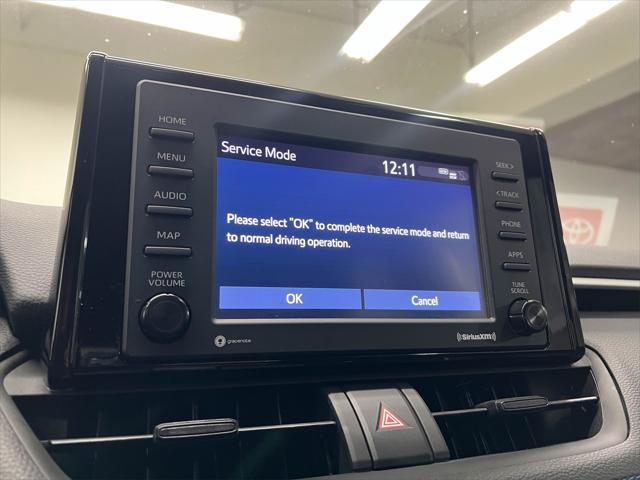 HOME
MENU
AUDIO
MAP
POWER
VOLUME
gracenote
Service Mode
12:11
Please select "OK" to complete the service mode and return
to normal driving operation.
OK
Cancel
SEEK >
< TRACK
PHONE
APPS
TUNE
SCROLL
SiriusXM